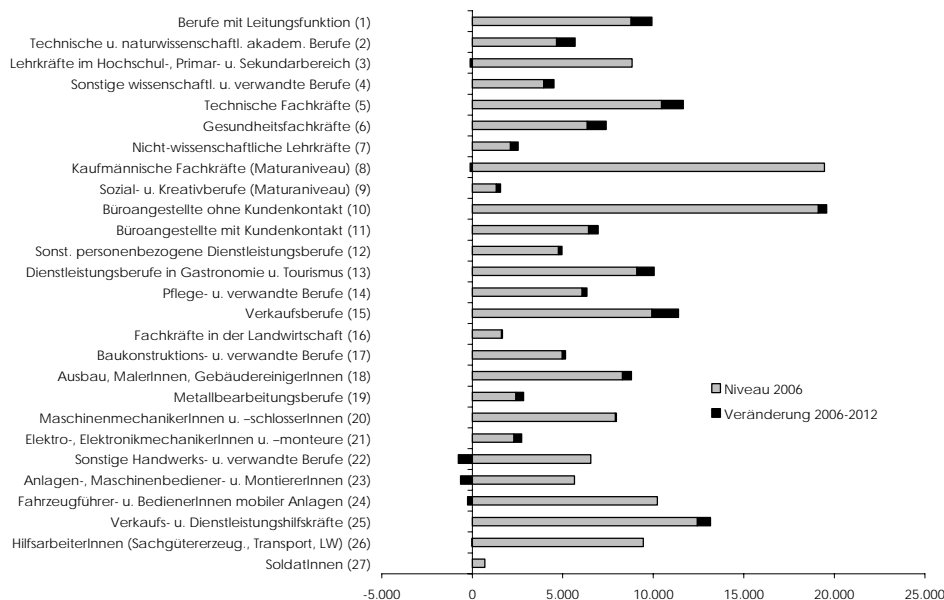 Berufe mit Leitungsfunktion (1)
Technische u. naturwissenschaftl. akadem. Berufe (2)
Lehrkräfte im Hochschul-, Primar- u. Sekundarbereich (3)
Sonstige wissenschaftl. u. verwandte Berufe (4)
Technische Fachkräfte (5)
Gesundheitsfachkräfte (6)
Nicht-wissenschaftliche Lehrkräfte (7)
Kaufmännische Fachkräfte (Maturaniveau) (8)
Sozial- u. Kreativberufe (Maturaniveau) (9)
Büroangestellte ohne Kundenkontakt (10)
Büroangestellte mit Kundenkontakt (11)
Sonst. personenbezogene Dienstleistungsberufe (12)
Dienstleistungsberufe in Gastronomie u. Tourismus (13)
Pflege- u. verwandte Berufe (14)
Verkaufsberufe (15)
Fachkräfte in der Landwirtschaft (16)
Baukonstruktions- u. verwandte Berufe (17)
Ausbau, MalerInnen, GebäudereinigerInnen (18)
Metallbearbeitungsberufe (19)
MaschinenmechanikerInnen u. –schlosserInnen (20)
Elektro-, ElektronikmechanikerInnen u. –monteure (21)
Sonstige Handwerks- u. verwandte Berufe (22)
Anlagen-, Maschinenbediener- u. MontiererInnen (23)
Fahrzeugführer- u. BedienerInnen mobiler Anlagen (24)
Verkaufs- u. Dienstleistungshilfskräfte (25)
HilfsarbeiterInnen (Sachgütererzeug., Transport, LW) (26)
SoldatInnen (27)
Niveau 2006
Veränderung 2006-2012
-5.000 0 5.000 10.000 15.000 20.000 25.000